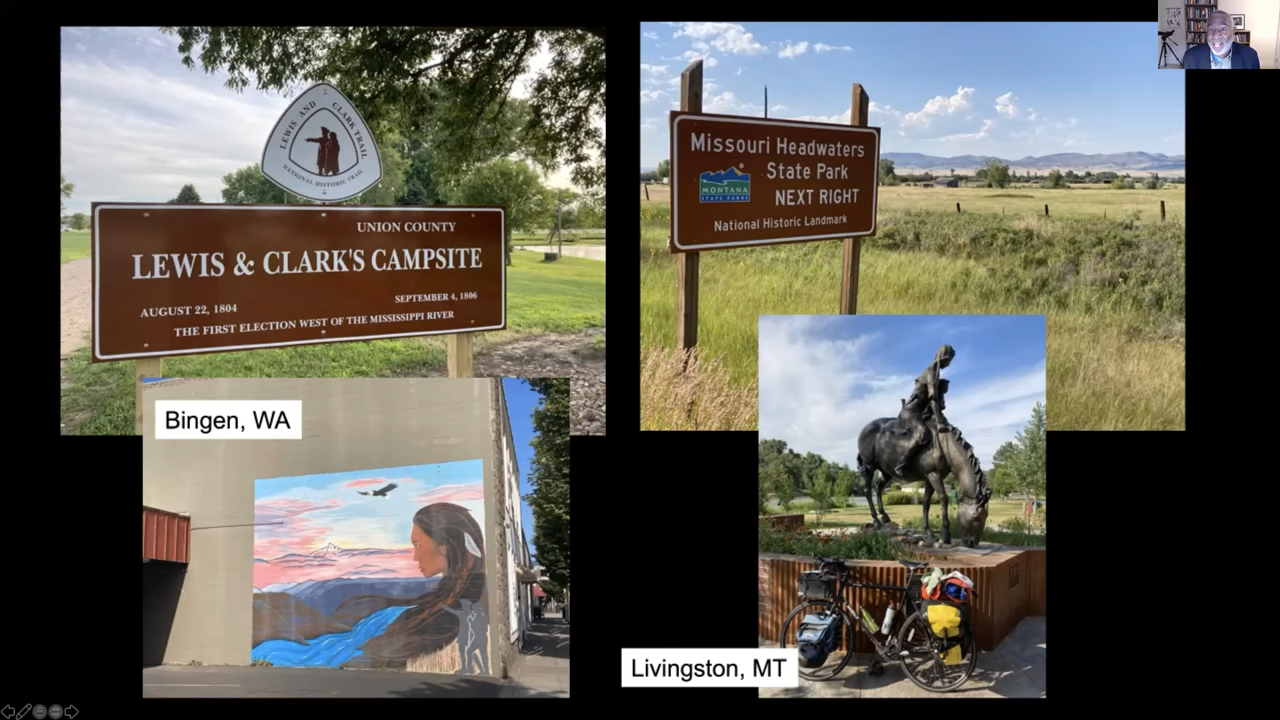 LEWIS AND CLARK TRAIL
NATIONAL HISTORIC TRAIL
UNION COUNTY
LEWIS & CLARK'S CAMPSITE
AUGUST 22, 1804
SEPTEMBER 4, 1806
THE FIRST ELECTION WEST OF THE MISSISSIPPI RIVER
Missouri Headwaters
State Park
MONTANA
STATE PARKS
NEXT RIGHT
National Historic Landmark
Bingen, WA
Livingston, MT